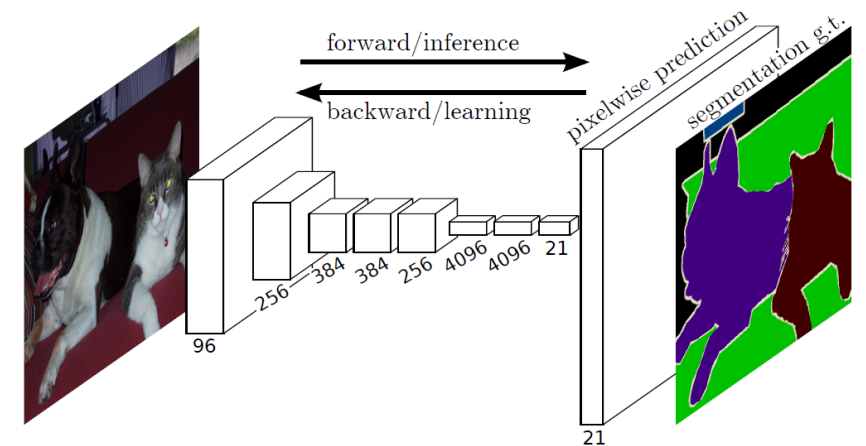 forward/inference
backward/learning
pixelwise prediction
segmentation g.t.
96
256
384
384
256
4096
4096
21
21